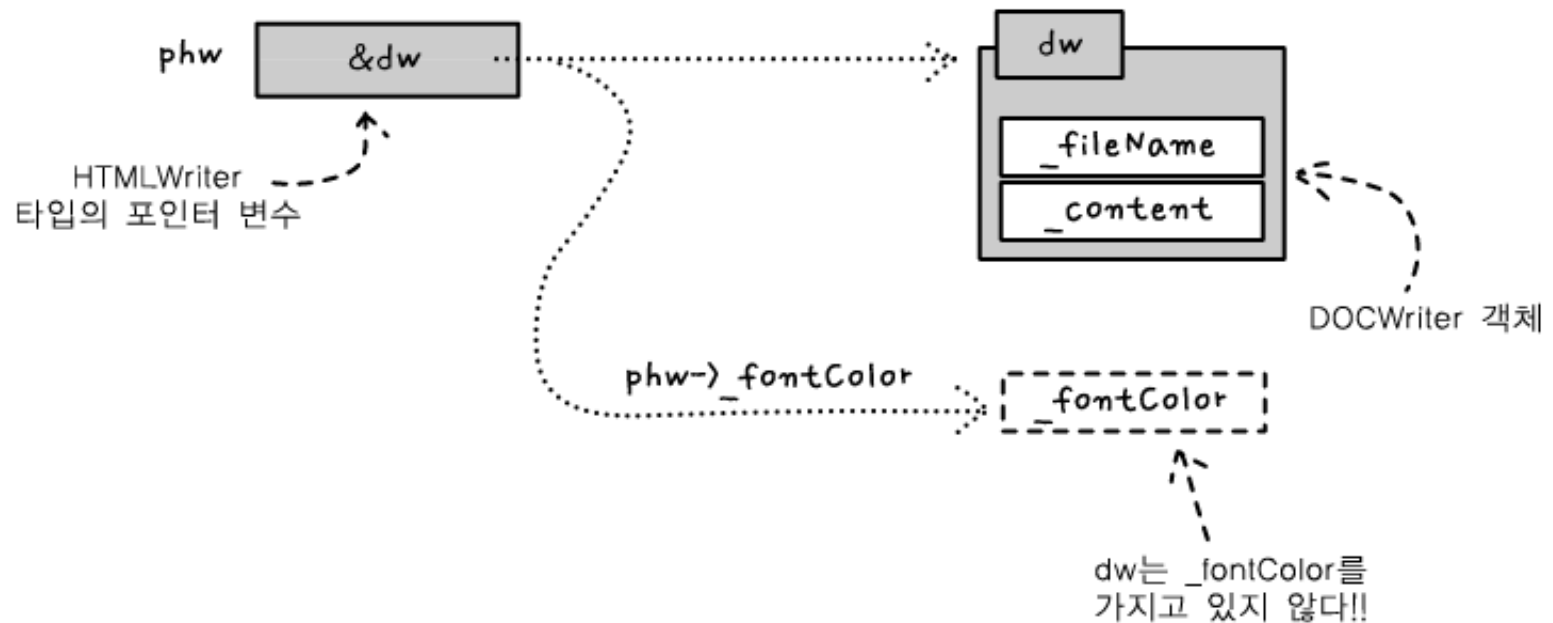 phw
&dw
dw
_fileName
_content
HTMLWriter
타입의 포인터 변수
DOCWriter 객체
phw->_fontColor
_fontColor
dw는 _fontColor를
가지고 있지 않다!!